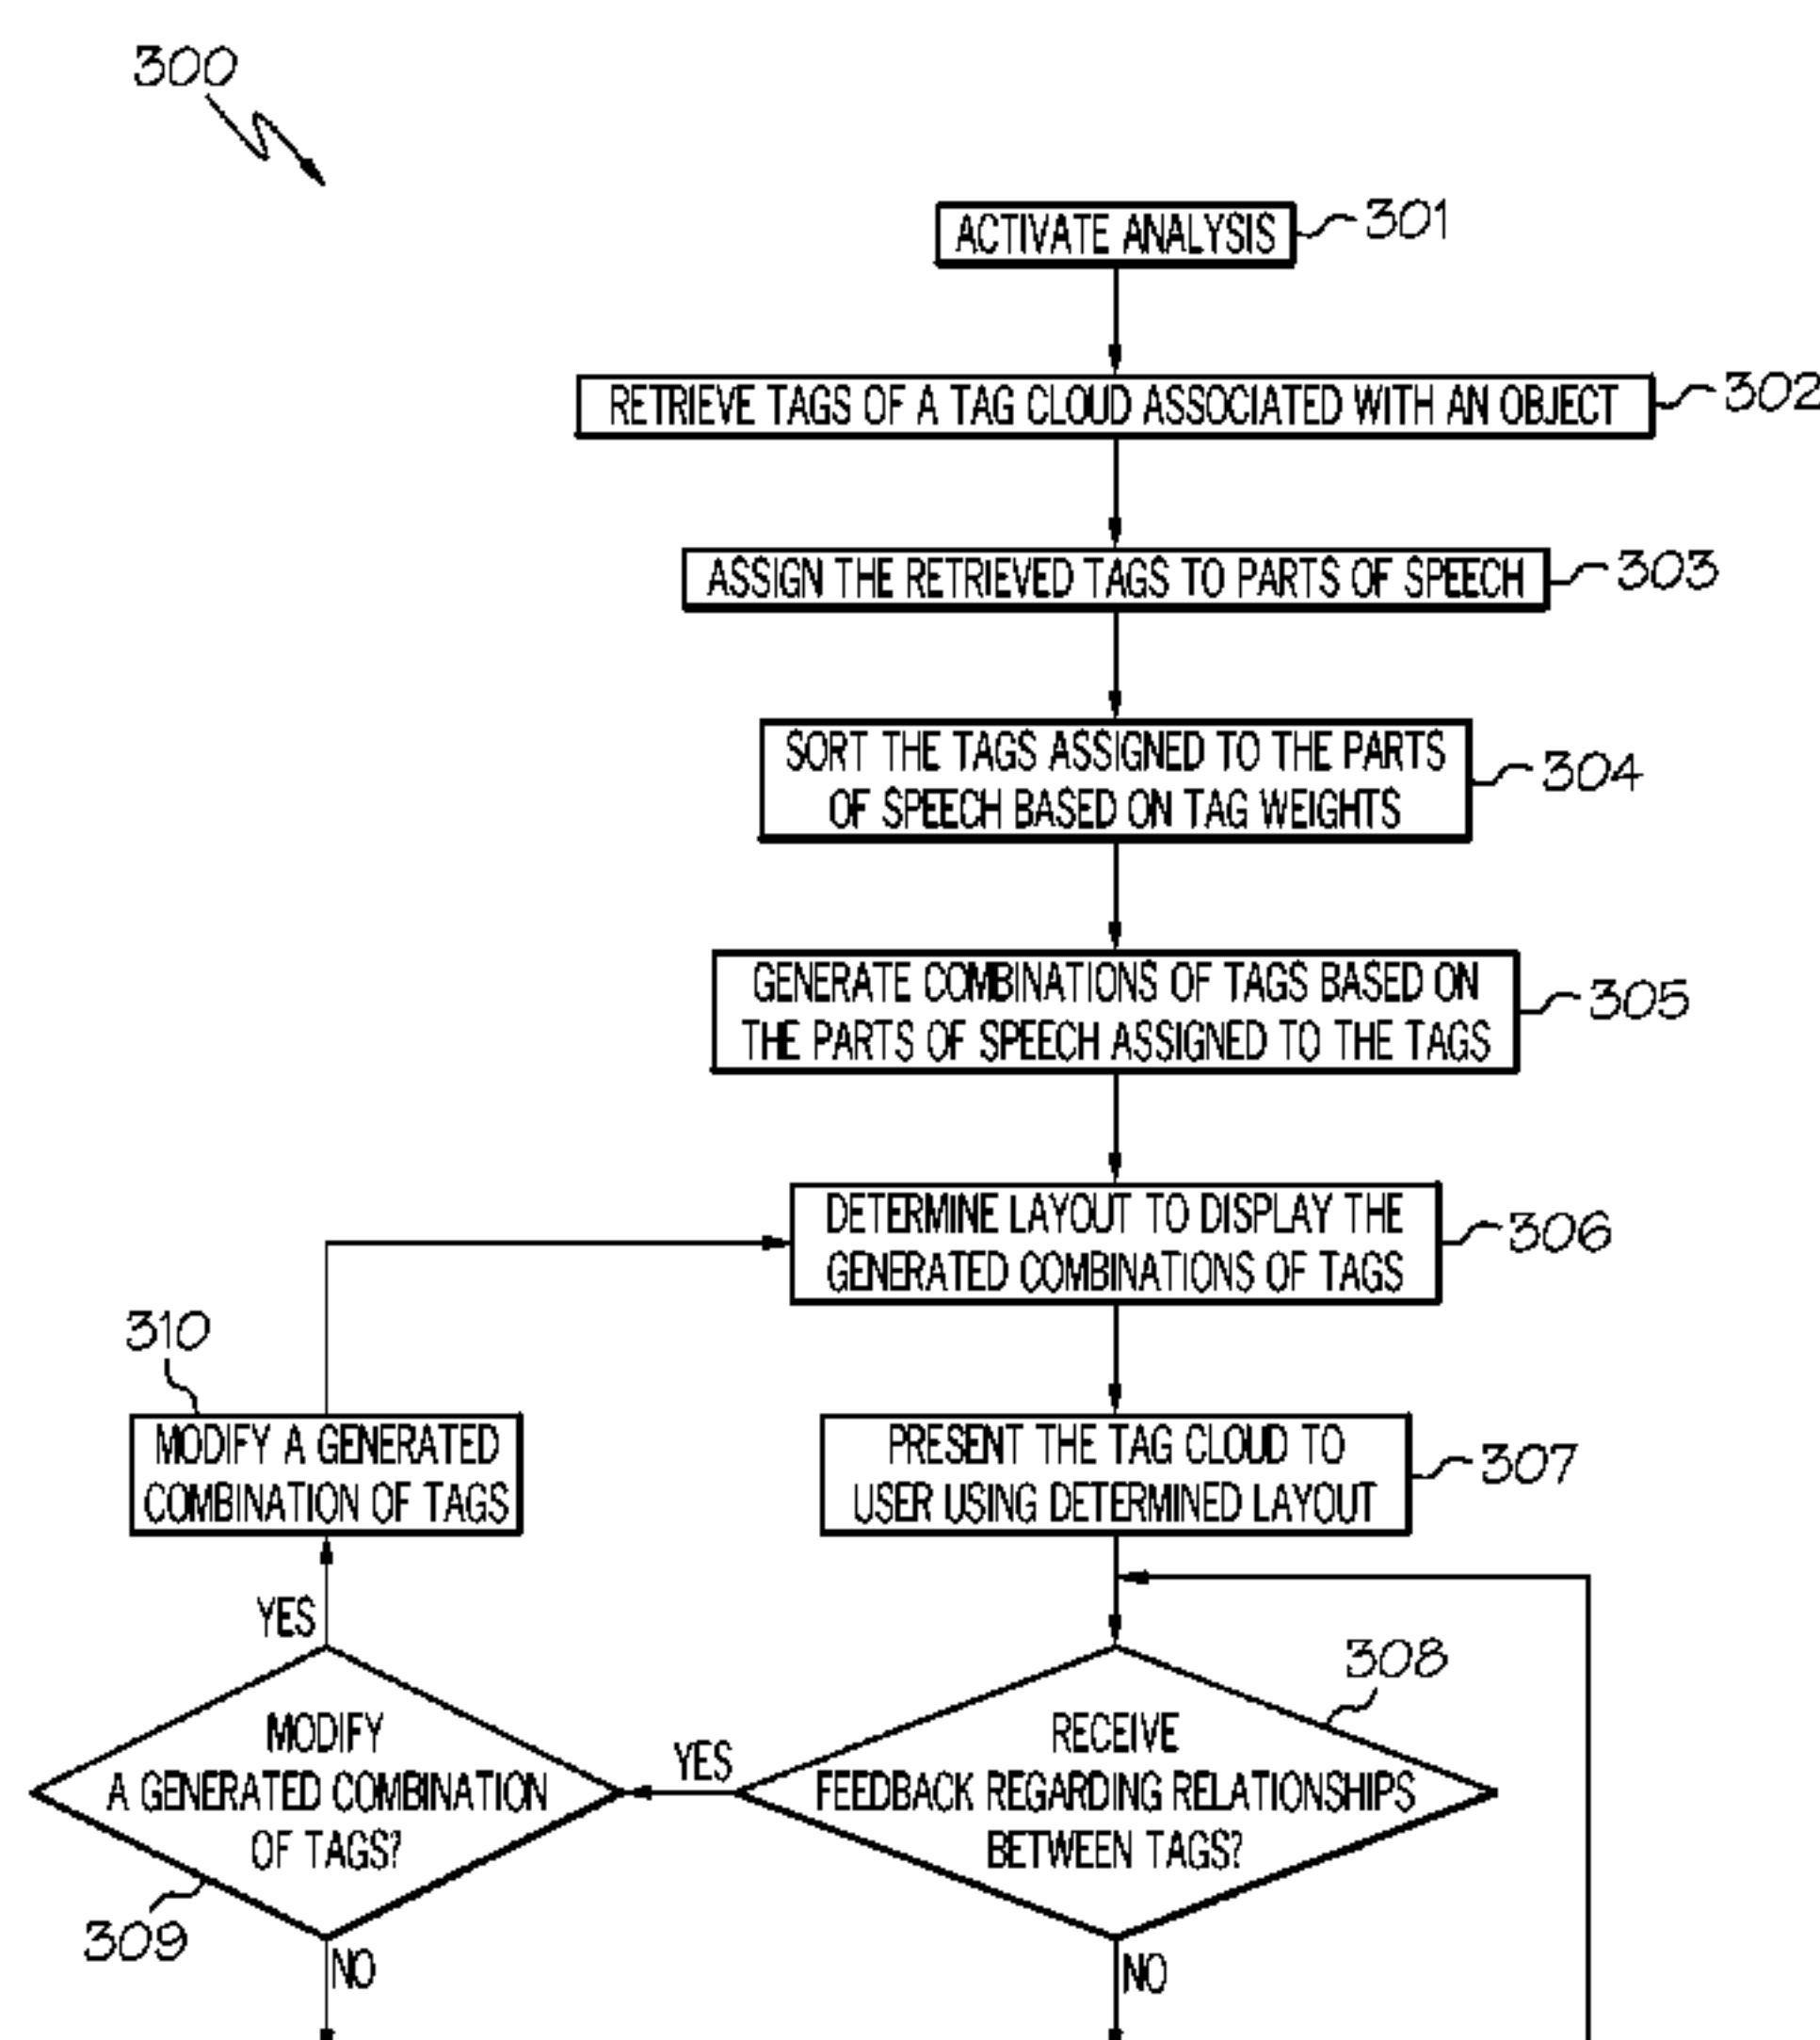 300
ACTIVATE ANALYSIS
301
RETRIEVE TAGS OF A TAG CLOUD ASSOCIATED WITH AN OBJECT
302
ASSIGN THE RETRIEVED TAGS TO PARTS OF SPEECH
303
SORT THE TAGS ASSIGNED TO THE PARTS
OF SPEECH BASED ON TAG WEIGHTS
304
GENERATE COMBINATIONS OF TAGS BASED ON
THE PARTS OF SPEECH ASSIGNED TO THE TAGS
305
DETERMINE LAYOUT TO DISPLAY THE
GENERATED COMBINATIONS OF TAGS
306
310
MODIFY A GENERATED
COMBINATION OF TAGS
PRESENT THE TAG CLOUD TO
USER USING DETERMINED LAYOUT
307
YES
308
MODIFY
A GENERATED COMBINATION
OF TAGS?
YES
RECEIVE
FEEDBACK REGARDING RELATIONSHIPS
BETWEEN TAGS?
309
NO
NO